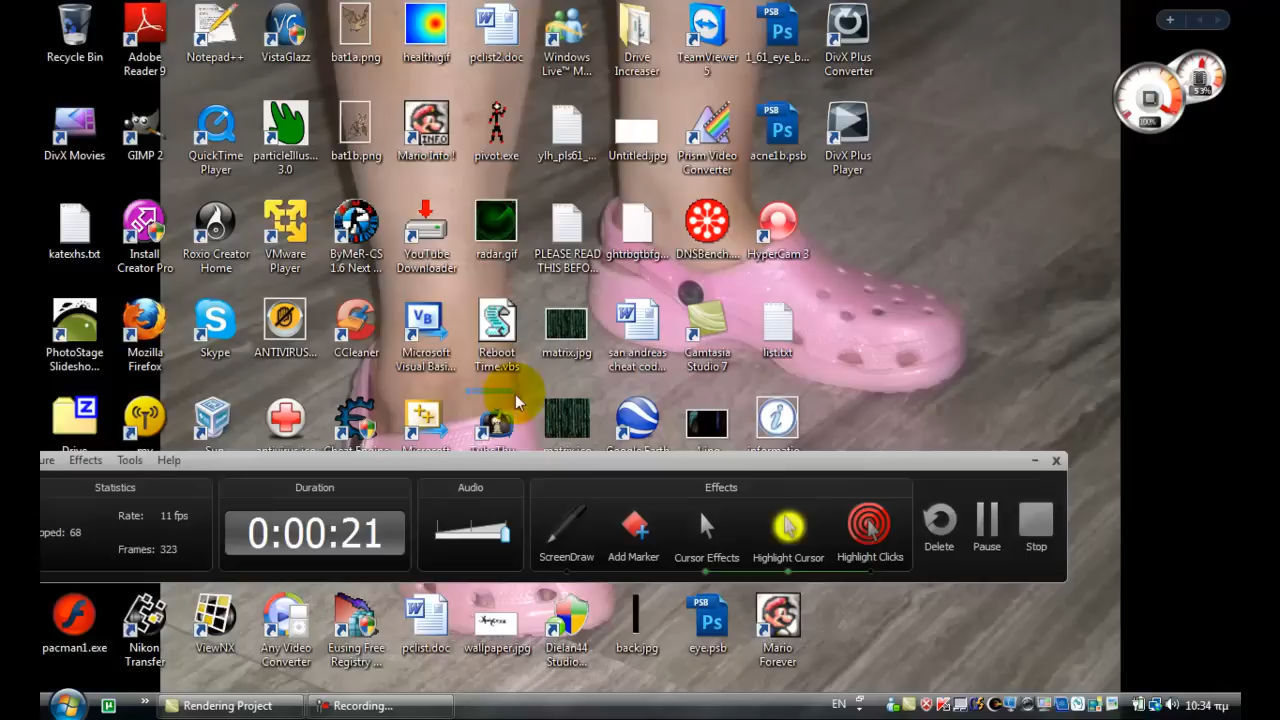 Recycle Bin
Adobe Reader 9
Notepad++
VistaGlazz
bat1a.png
health.gif
pclist2.doc
Windows Live™ M...
Drive Increaser
TeamViewer 5
1_61_eye_b...
DivX Plus Converter
53%
100%
DivX Movies
GIMP 2
QuickTime Player
particleIllus... 3.0
bat1b.png
Mario Info !
pivot.exe
ylh_pls61_...
Untitled.jpg
Prism Video Converter
acne1b.psb
DivX Plus Player
katexhs.txt
Install Creator Pro
Roxio Creator Home
VMware Player
ByMeR-CS 1.6 Next ...
YouTube Downloader
radar.gif
PLEASE READ THIS BEFO...
ghtrbgtbfg...
DNSBench...
HyperCam 3
PhotoStage Slidesho...
Mozilla Firefox
Skype
ANTIVIRUS...
CCleaner
Microsoft Visual Basi...
Reboot Time.vbs
matrix.jpg
san andreas cheat cod...
Camtasia Studio 7
list.txt
ure Effects Tools Help
Statistics
Duration
Audio
Effects
pped: 68
Rate: 11 fps
Frames: 323
0:00:21
ScreenDraw
Add Marker
Cursor Effects
Highlight Cursor
Highlight Clicks
Delete
Pause
Stop
pacman1.exe
Nikon Transfer
ViewNX
Any Video Converter
Eusing Free Registry ...
pclist.doc
wallpaper.jpg
Dielan44 Studio...
back.jpg
eye.psb
Mario Forever
Rendering Project
Recording...
EN
10:34 πμ